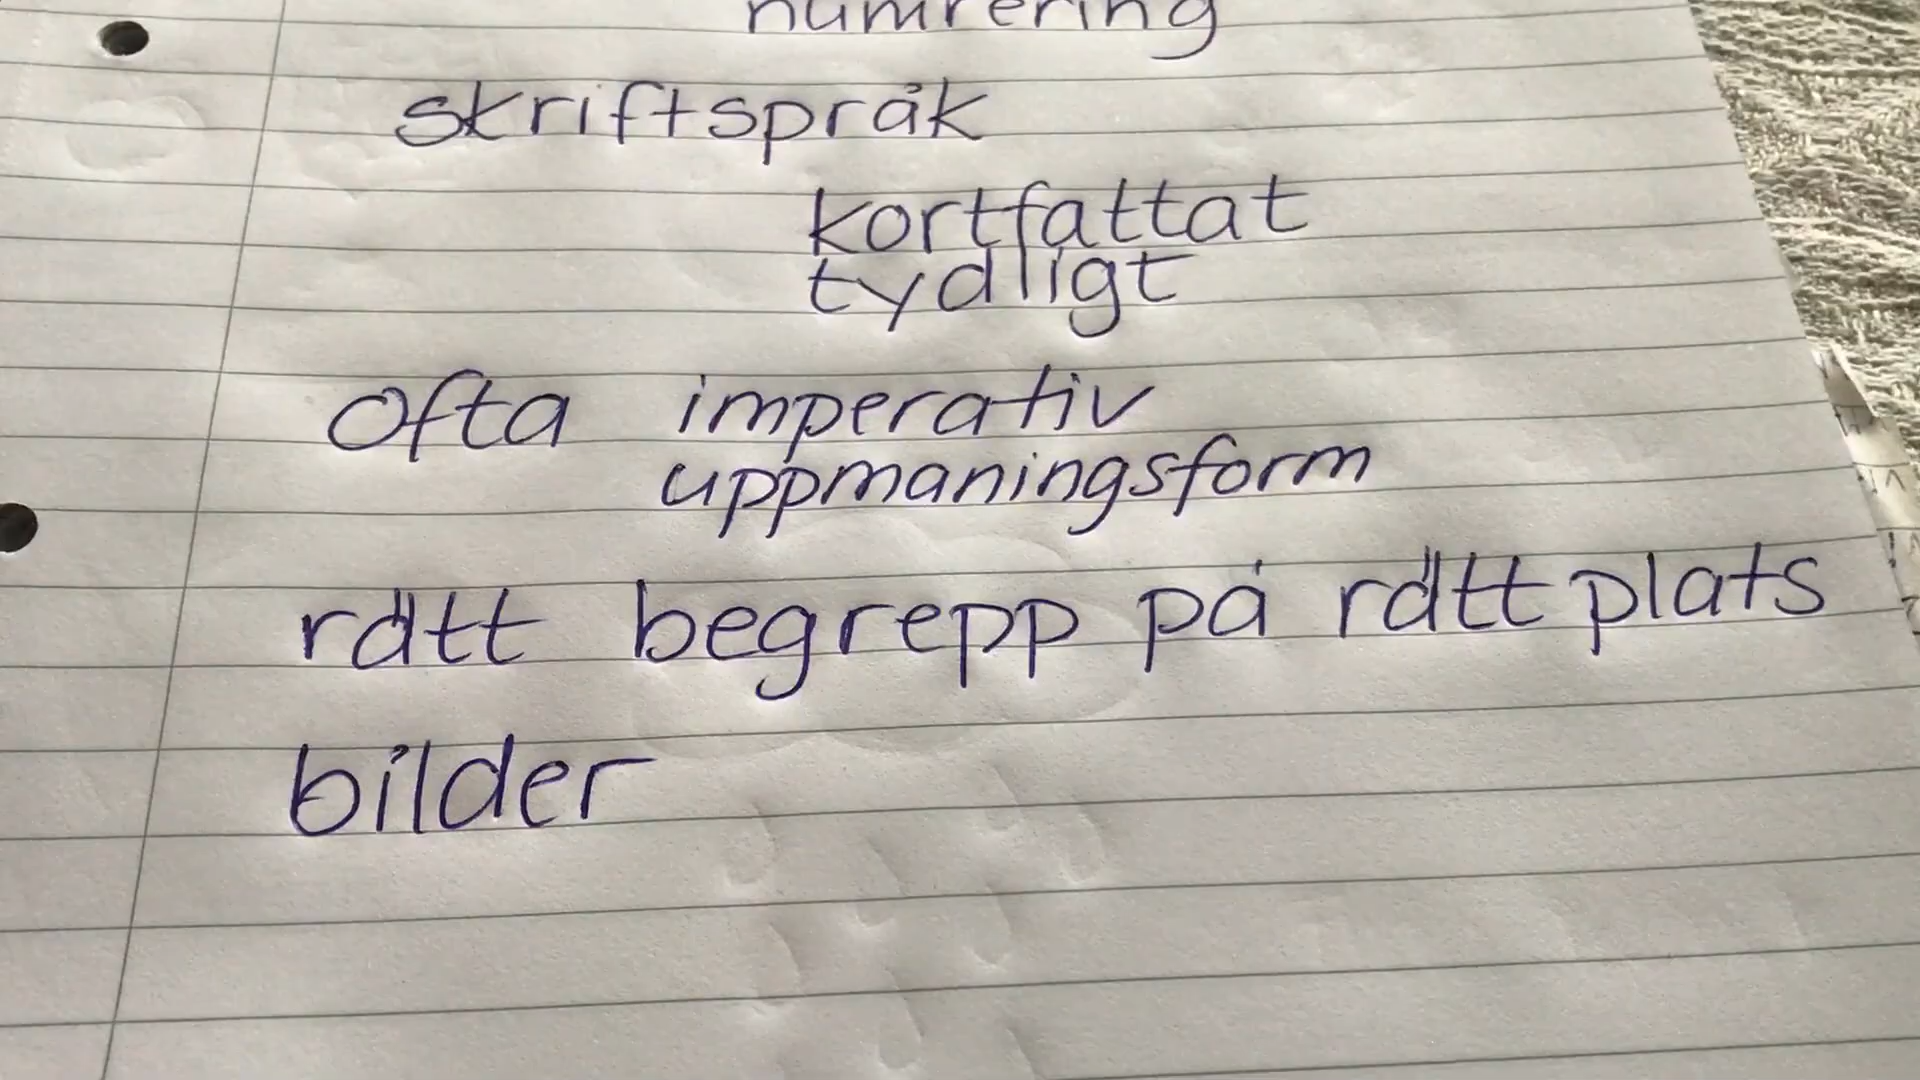 numrering
skriftspråk
kortfattat
tydligt
ofta imperativ
uppmaningsform
rätt begrepp på rätt plats
bilder